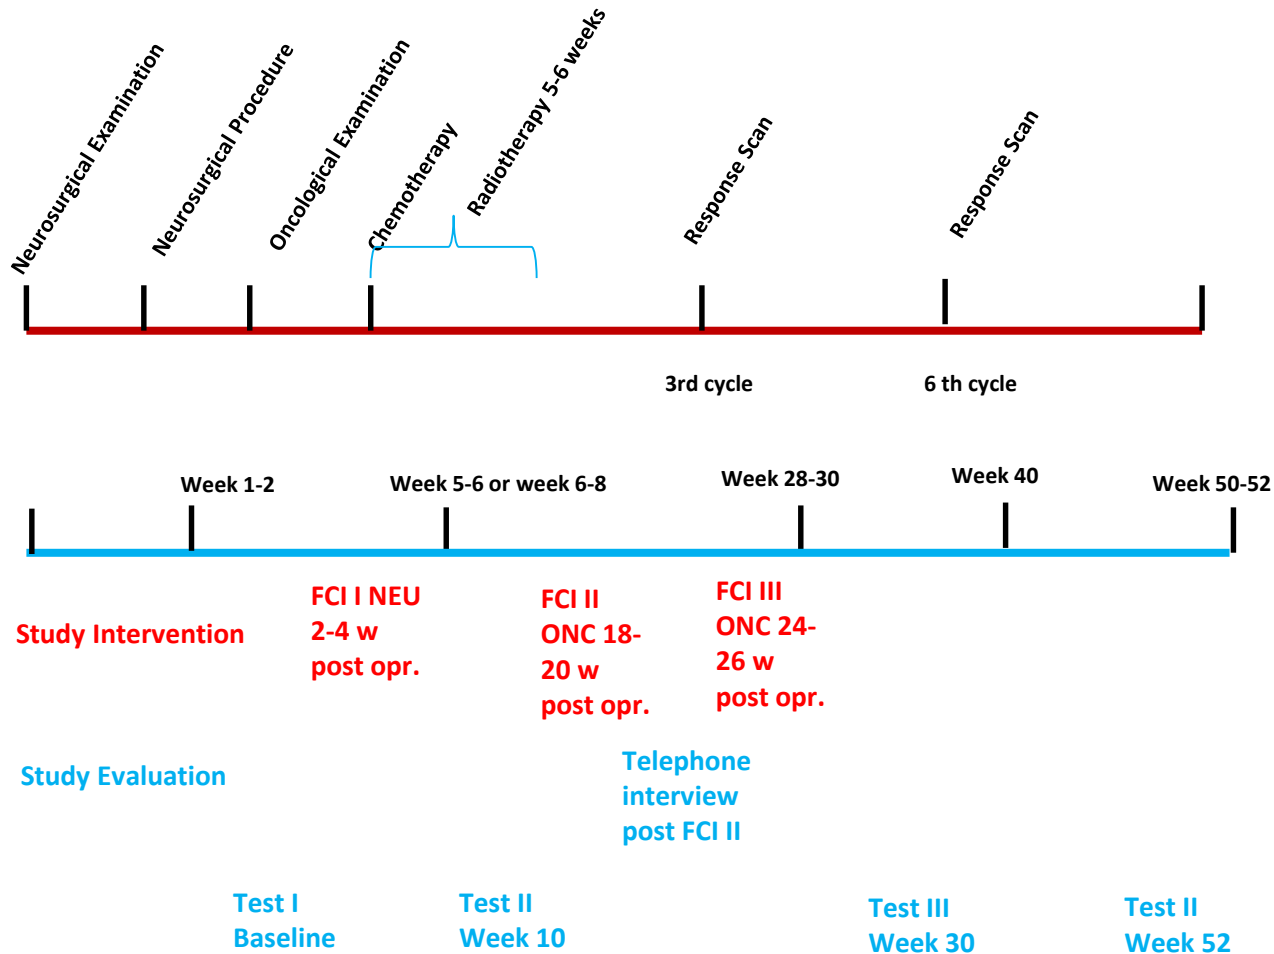 Neurosurgical Examination
Neurosurgical Procedure
Oncological Examination
Chemotherapy
Radiotherapy 5-6 weeks
Response Scan
Response Scan
3rd cycle
6 th cycle
Week 1-2
Week 5-6 or week 6-8
Week 28-30
Week 40
Week 50-52
Study Intervention
FCI I NEU
2-4 w
post opr.
FCI II
ONC 18-
20 w
post opr.
FCI III
ONC 24-
26 w
post opr.
Study Evaluation
Telephone
interview
post FCI II
Test I
Baseline
Test II
Week 10
Test III
Week 30
Test II
Week 52